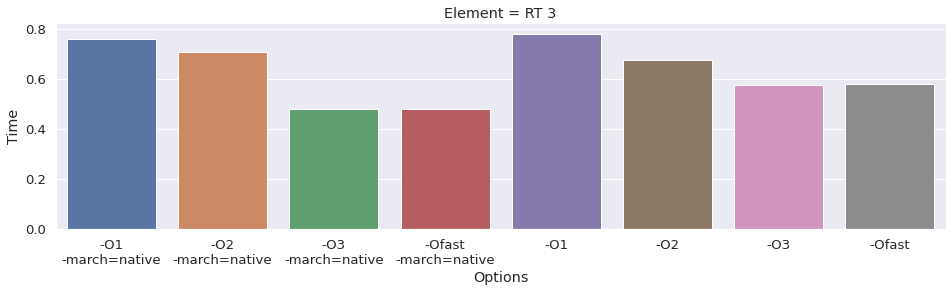 Element = RT 3
Time
0.8
0.6
0.4
0.2
0.0
-O1
-march=native
-O2
-march=native
-O3
-march=native
-Ofast
-march=native
-O1
-O2
-O3
-Ofast
Options